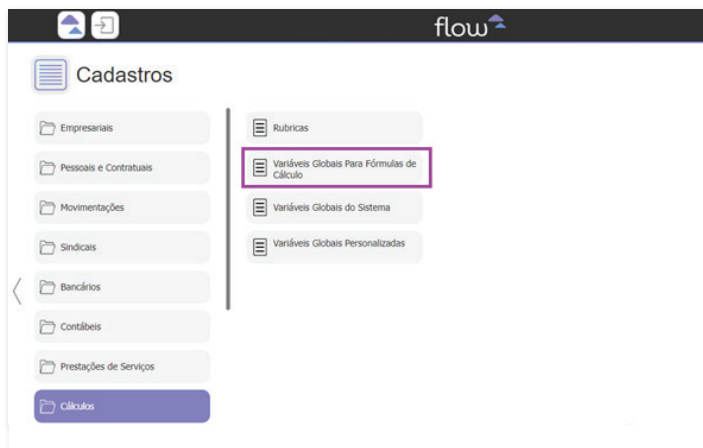 flow
Cadastros
Empresariais
Pessoais e Contratuais
Movimentações
Sindicais
Bancários
Contábeis
Prestações de Serviços
Cálculos
Rubricas
Variáveis Globais Para Fórmulas de
Cálculo
Variáveis Globais do Sistema
Variáveis Globais Personalizadas